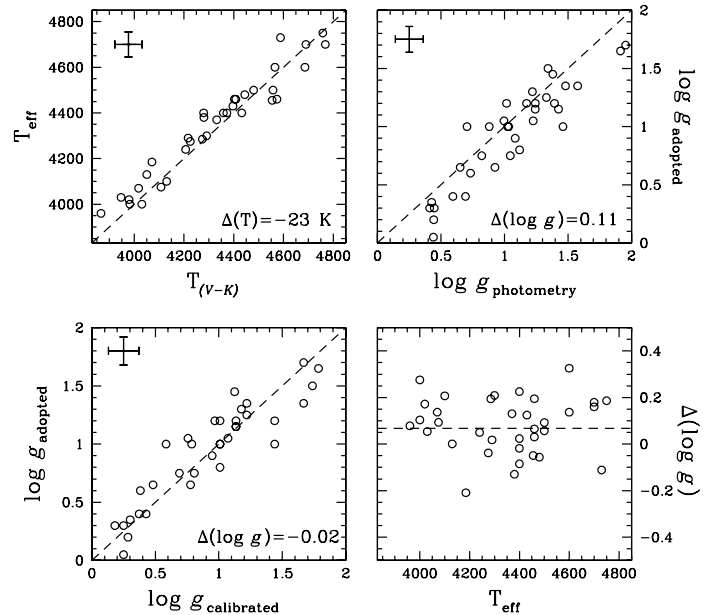 4800
4600
4400
4200
4000
T_eff
Δ(T)=−23 K
4000 4200 4400 4600 4800
T_(V−K)
2
1.5
1
0.5
0
log g_adopted
Δ(log g)=0.11
0 0.5 1 1.5 2
log g_photometry
2
1.5
1
0.5
0
log g_adopted
Δ(log g)=−0.02
0 0.5 1 1.5 2
log g_calibrated
0.4
0.2
0
−0.2
−0.4
Δ(log g)
4000 4200 4400 4600 4800
T_eff